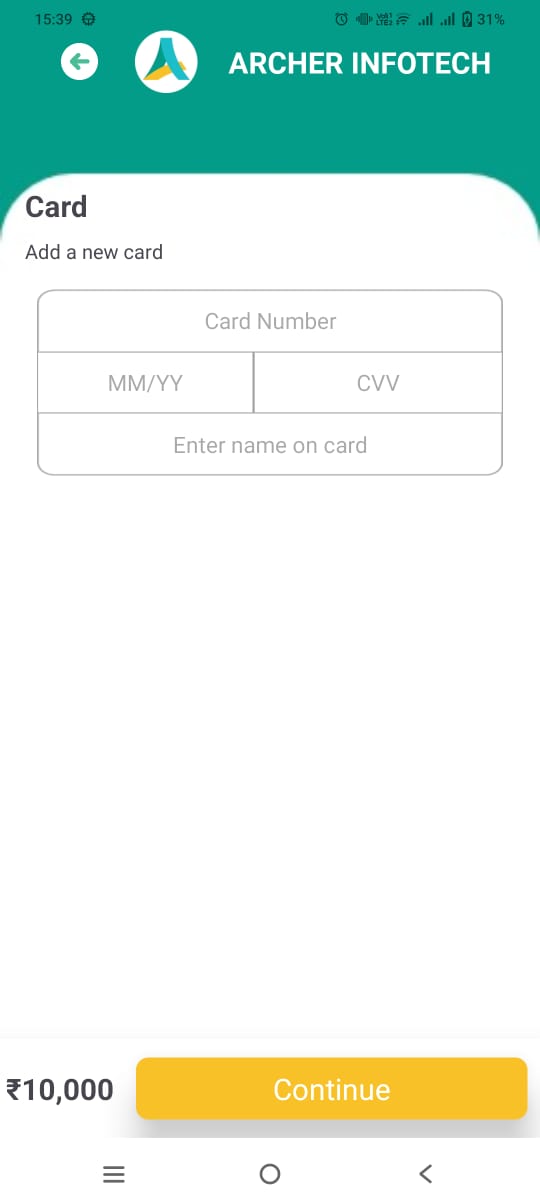 15:39 31%
ARCHER INFOTECH
Card
Add a new card
Card Number
MM/YY CVV
Enter name on card
₹10,000 Continue